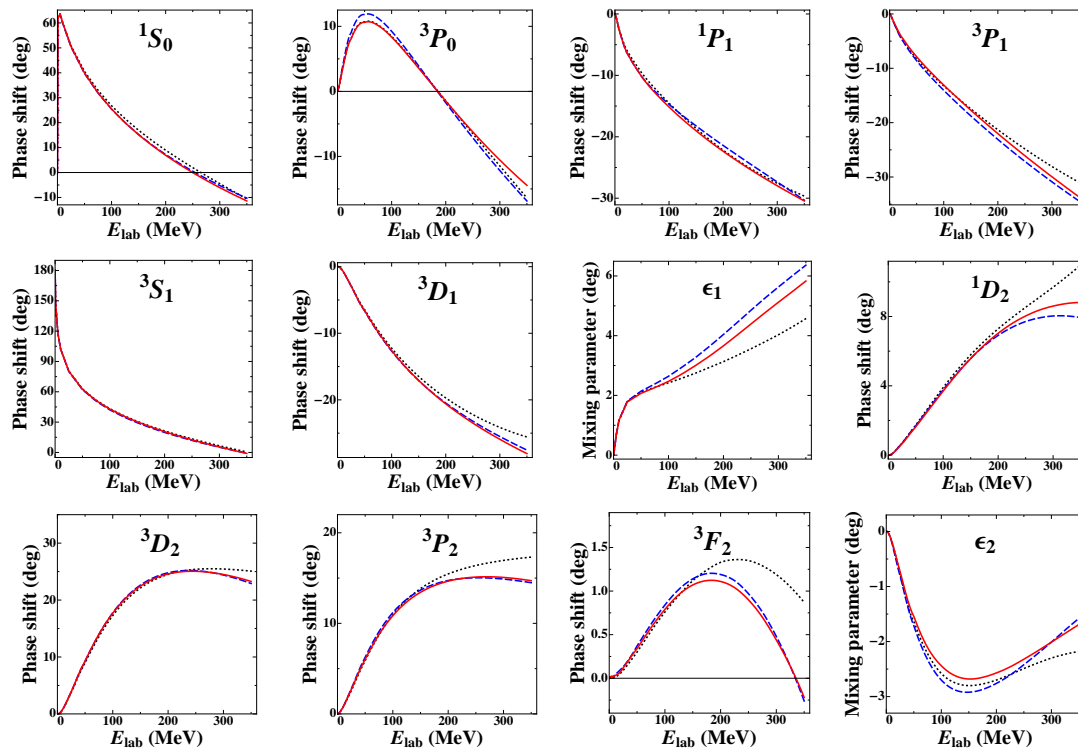 ¹S₀
Phase shift (deg)
60
50
40
30
20
10
0
−10
0
100
200
300
E_lab (MeV)
³P₀
Phase shift (deg)
10
0
−10
0
100
200
300
E_lab (MeV)
¹P₁
Phase shift (deg)
0
−10
−20
−30
0
100
200
300
E_lab (MeV)
³P₁
Phase shift (deg)
0
−10
−20
−30
0
100
200
300
E_lab (MeV)
³S₁
Phase shift (deg)
180
150
120
90
60
30
0
0
100
200
300
E_lab (MeV)
³D₁
Phase shift (deg)
0
−10
−20
0
100
200
300
E_lab (MeV)
ϵ₁
Mixing parameter (deg)
6
4
2
0
0
100
200
300
E_lab (MeV)
¹D₂
Phase shift (deg)
8
4
0
0
100
200
300
E_lab (MeV)
³D₂
Phase shift (deg)
30
20
10
0
0
100
200
300
E_lab (MeV)
³P₂
Phase shift (deg)
20
15
10
5
0
0
100
200
300
E_lab (MeV)
³F₂
Phase shift (deg)
1.5
1.0
0.5
0.0
0
100
200
300
E_lab (MeV)
ϵ₂
Mixing parameter (deg)
0
−1
−2
−3
0
100
200
300
E_lab (MeV)